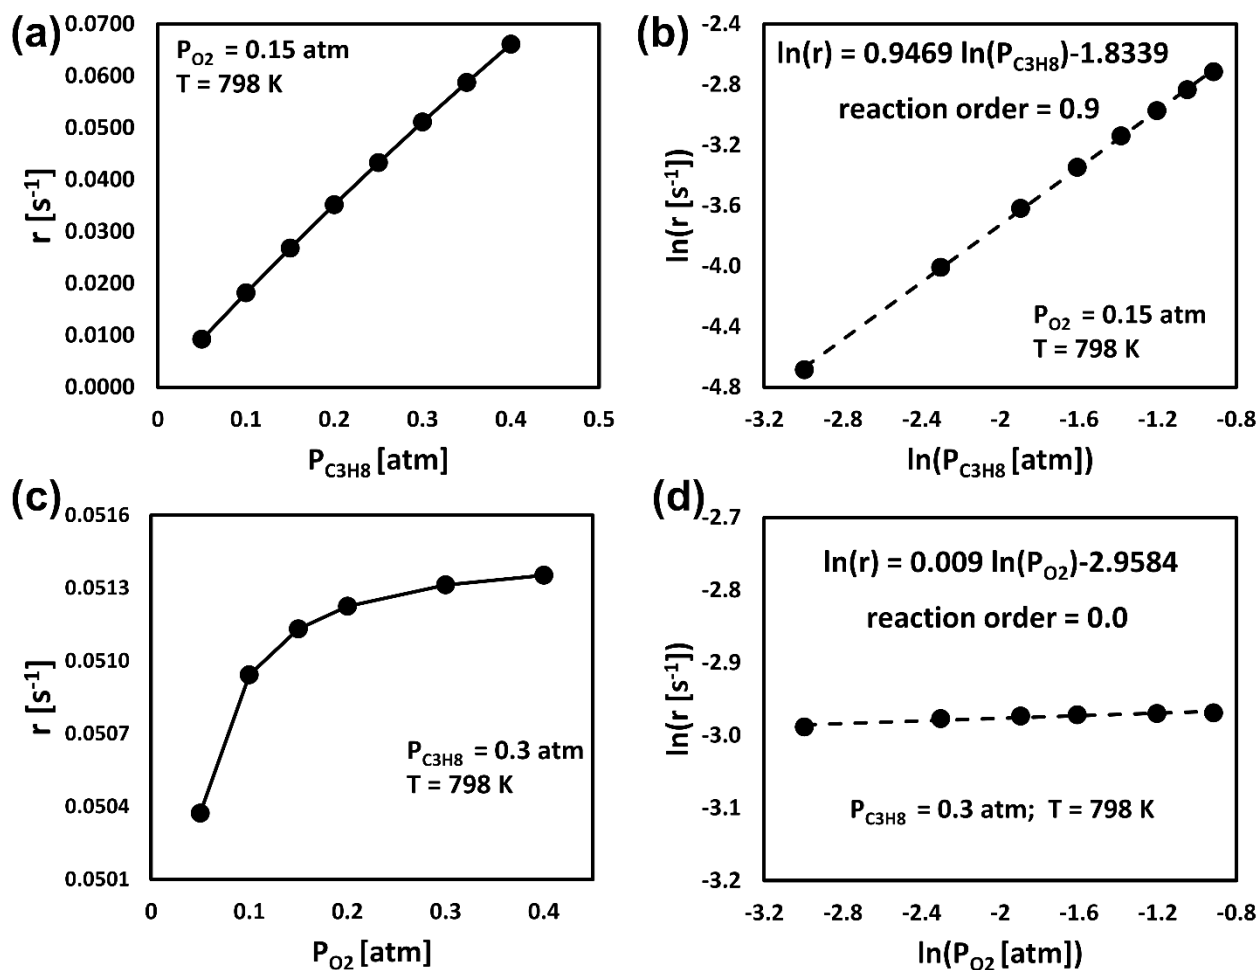 (a)
0.0700
0.0600
0.0500
0.0400
0.0300
0.0200
0.0100
0.0000
r [s⁻¹]
P_O2 = 0.15 atm
T = 798 K
0 0.1 0.2 0.3 0.4 0.5
P_C3H8 [atm]
(b)
-2.4
-2.8
-3.2
-3.6
-4.0
-4.4
-4.8
ln(r [s⁻¹])
ln(r) = 0.9469 ln(P_C3H8)-1.8339
reaction order = 0.9
P_O2 = 0.15 atm
T = 798 K
-3.2 -2.8 -2.4 -2 -1.6 -1.2 -0.8
ln(P_C3H8 [atm])
(c)
0.0516
0.0513
0.0510
0.0507
0.0504
0.0501
r [s⁻¹]
P_C3H8 = 0.3 atm
T = 798 K
0 0.1 0.2 0.3 0.4
P_O2 [atm]
(d)
-2.7
-2.8
-2.9
-3.0
-3.1
-3.2
ln(r [s⁻¹])
ln(r) = 0.009 ln(P_O2)-2.9584
reaction order = 0.0
P_C3H8 = 0.3 atm; T = 798 K
-3.2 -2.8 -2.4 -2 -1.6 -1.2 -0.8
ln(P_O2 [atm])